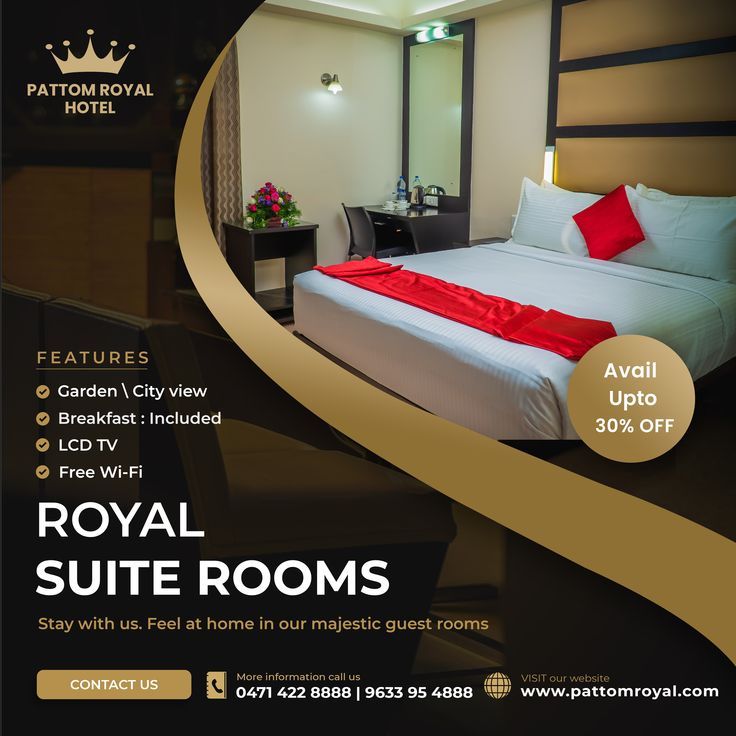 PATTOM ROYAL
HOTEL
FEATURES
Garden \ City view
Breakfast : Included
LCD TV
Free Wi-Fi
Avail
Upto
30% OFF
ROYAL
SUITE ROOMS
Stay with us. Feel at home in our majestic guest rooms
CONTACT US
More information call us
0471 422 8888 | 9633 95 4888
VISIT our website
www.pattomroyal.com